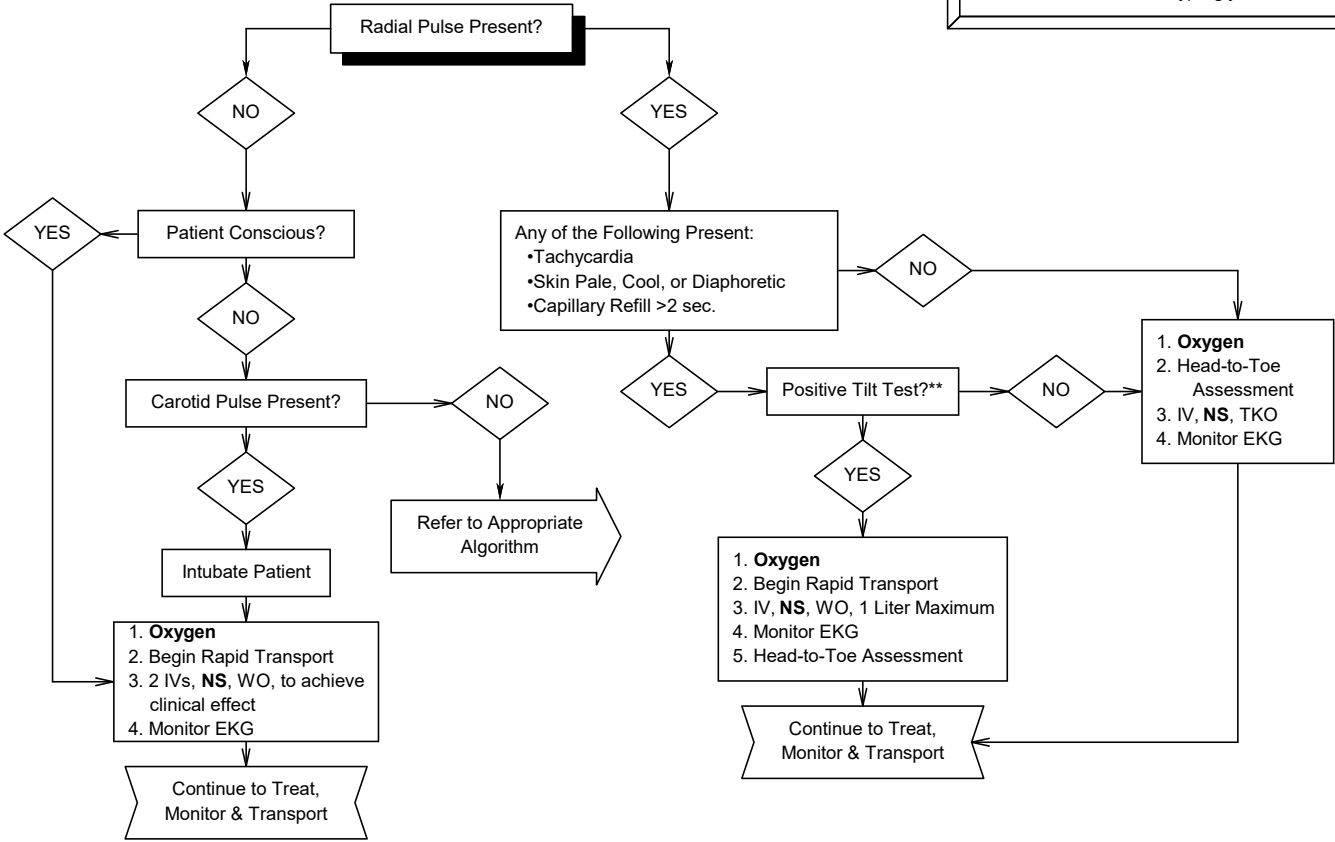 Radial Pulse Present?
NO
YES
YES
Patient Conscious?
Any of the Following Present:
•Tachycardia
•Skin Pale, Cool, or Diaphoretic
•Capillary Refill >2 sec.
NO
NO
YES
Positive Tilt Test?**
NO
1. Oxygen
2. Head-to-Toe
Assessment
3. IV, NS, TKO
4. Monitor EKG
Carotid Pulse Present?
NO
YES
YES
Refer to Appropriate
Algorithm
Intubate Patient
1. Oxygen
2. Begin Rapid Transport
3. IV, NS, WO, 1 Liter Maximum
4. Monitor EKG
5. Head-to-Toe Assessment
1. Oxygen
2. Begin Rapid Transport
3. 2 IVs, NS, WO, to achieve
clinical effect
4. Monitor EKG
Continue to Treat,
Monitor & Transport
Continue to Treat,
Monitor & Transport